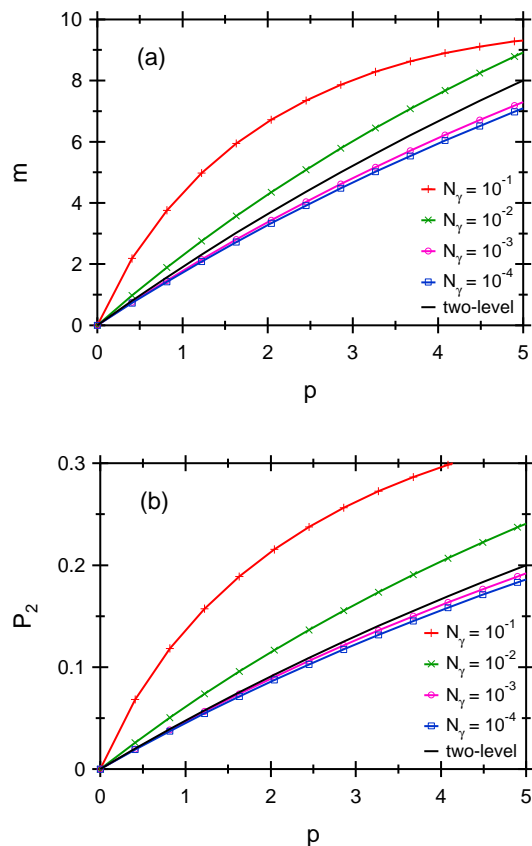 10
(a)
8
6
m
4
N_γ = 10^-1
N_γ = 10^-2
2
N_γ = 10^-3
N_γ = 10^-4
two-level
0
0 1 2 3 4 5
p
0.3
(b)
0.2
P_2
N_γ = 10^-1
0.1
N_γ = 10^-2
N_γ = 10^-3
N_γ = 10^-4
two-level
0
0 1 2 3 4 5
p